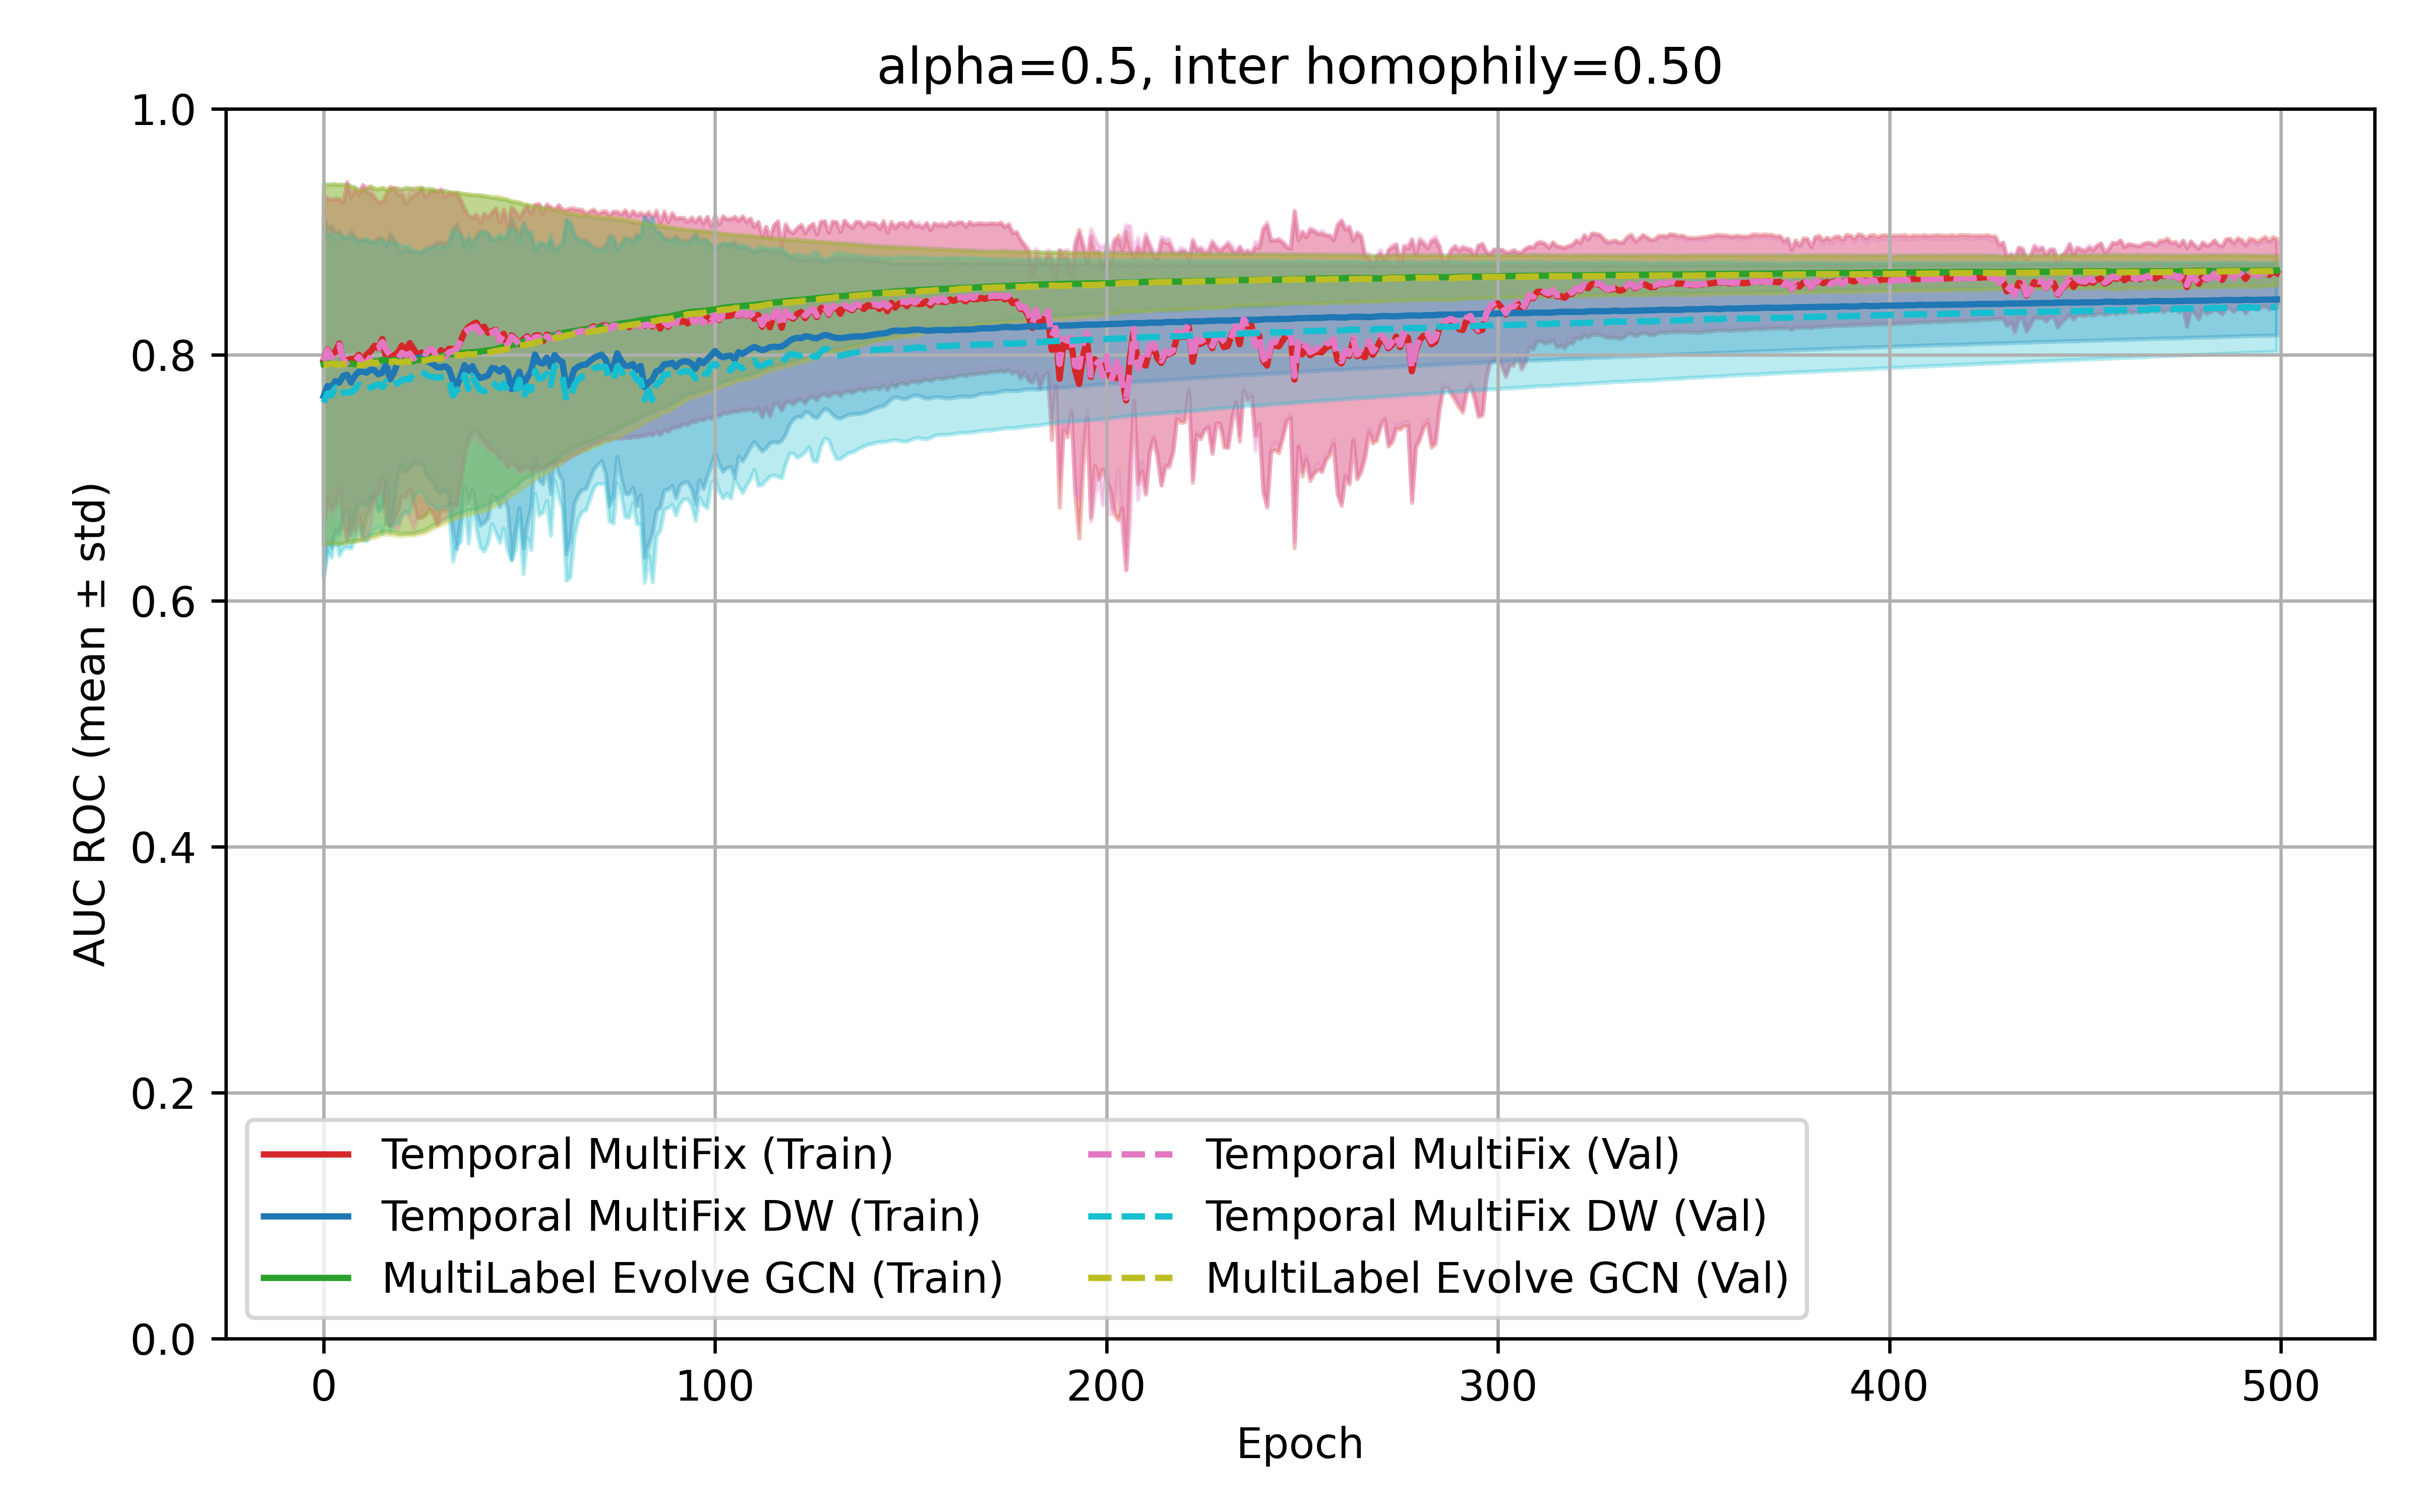 alpha=0.5, inter homophily=0.50
AUC ROC (mean ± std)
1.0
0.8
0.6
0.4
0.2
0.0
Temporal MultiFix (Train)
Temporal MultiFix DW (Train)
MultiLabel Evolve GCN (Train)
Temporal MultiFix (Val)
Temporal MultiFix DW (Val)
MultiLabel Evolve GCN (Val)
0 100 200 300 400 500
Epoch